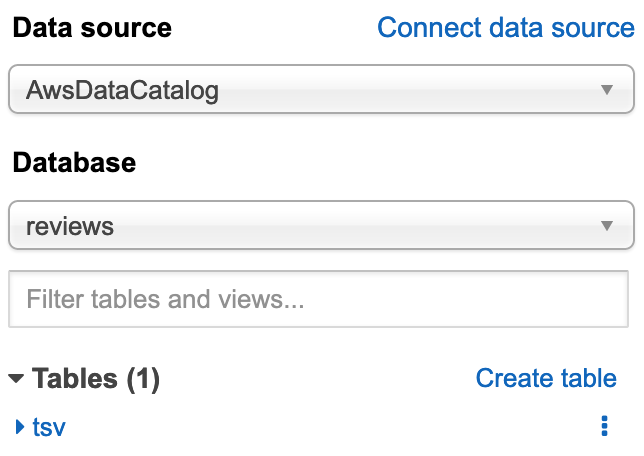 Data source Connect data source
AwsDataCatalog
Database
reviews
Filter tables and views...
Tables (1) Create table
tsv